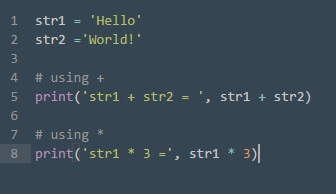 1 str1 = 'Hello'
2 str2 ='World!'
3
4 # using +
5 print('str1 + str2 = ', str1 + str2)
6
7 # using *
8 print('str1 * 3 =', str1 * 3)